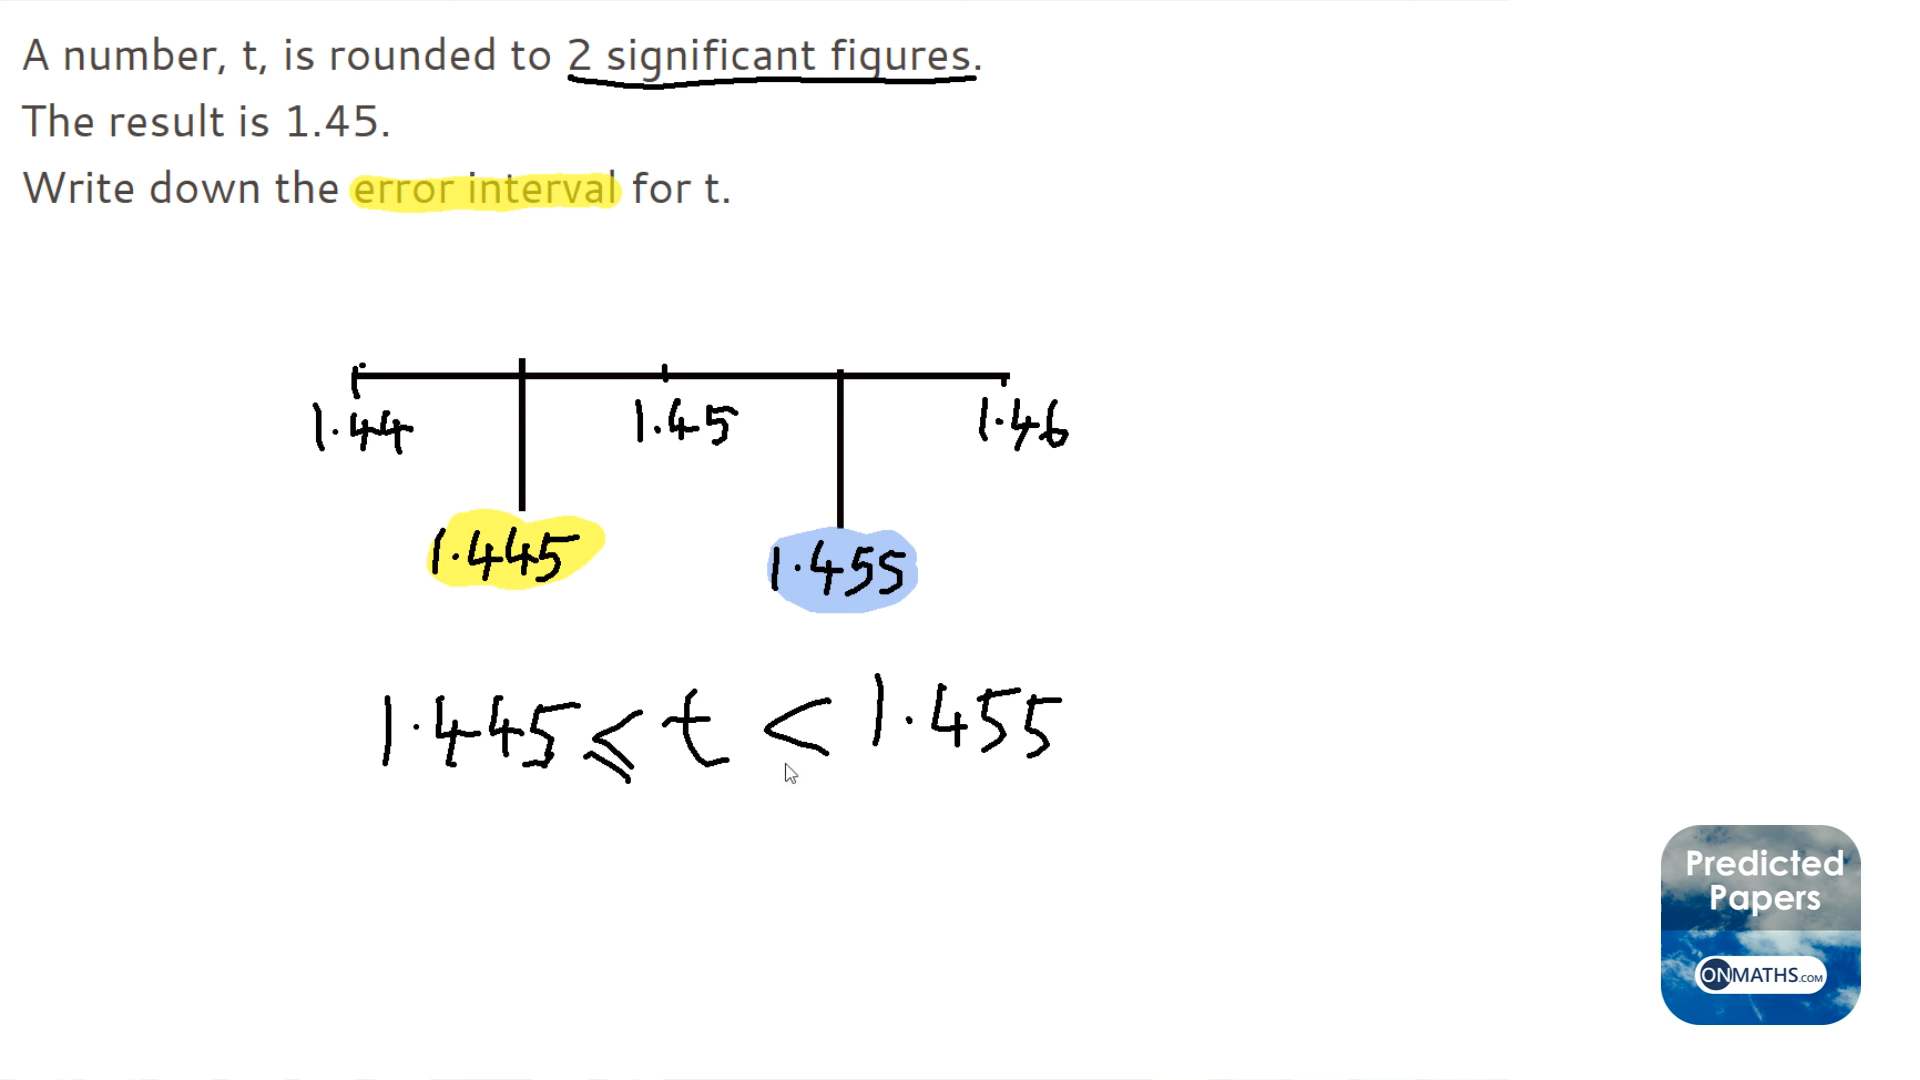 A number, t, is rounded to 2 significant figures.
The result is 1.45.
Write down the error interval for t.
1.44 1.45 1.46
1.445 1.455
1.445 ⩽ t < 1.455
Predicted
Papers
ONMATHS.COM